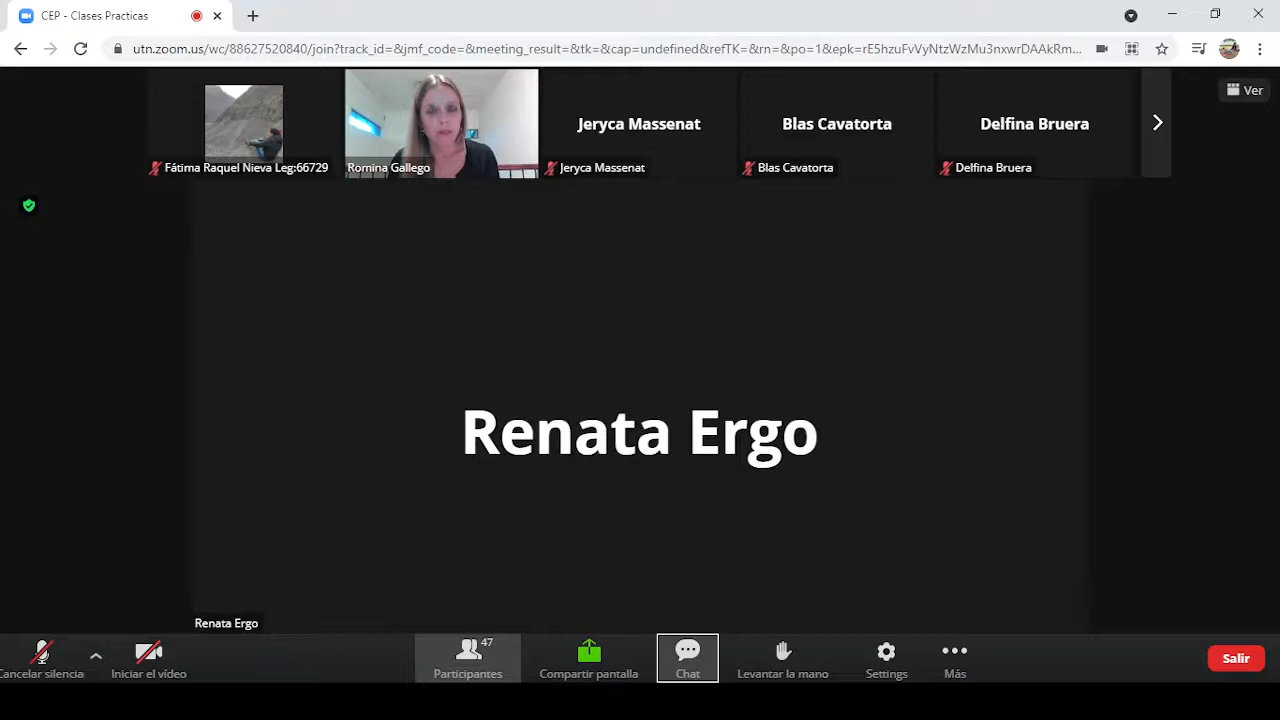 CEP - Clases Practicas
utn.zoom.us/wc/88627520840/join?track_id=&jmf_code=&meeting_result=&tk=&cap=undefined&refTK=&rn=&po=1&epk=rE5hzuFvVyNtzWzMu3nxwrDAAkRm...
Ver
Jeryca Massenat
Blas Cavatorta
Delfina Bruera
Fátima Raquel Nieva Leg:66729
Romina Gallego
Jeryca Massenat
Blas Cavatorta
Delfina Bruera
Renata Ergo
Renata Ergo
47
Cancelar silencia
Iniciar el vídeo
Participantes
Compartir pantalla
Chat
Levantar la mano
Settings
Más
Salir